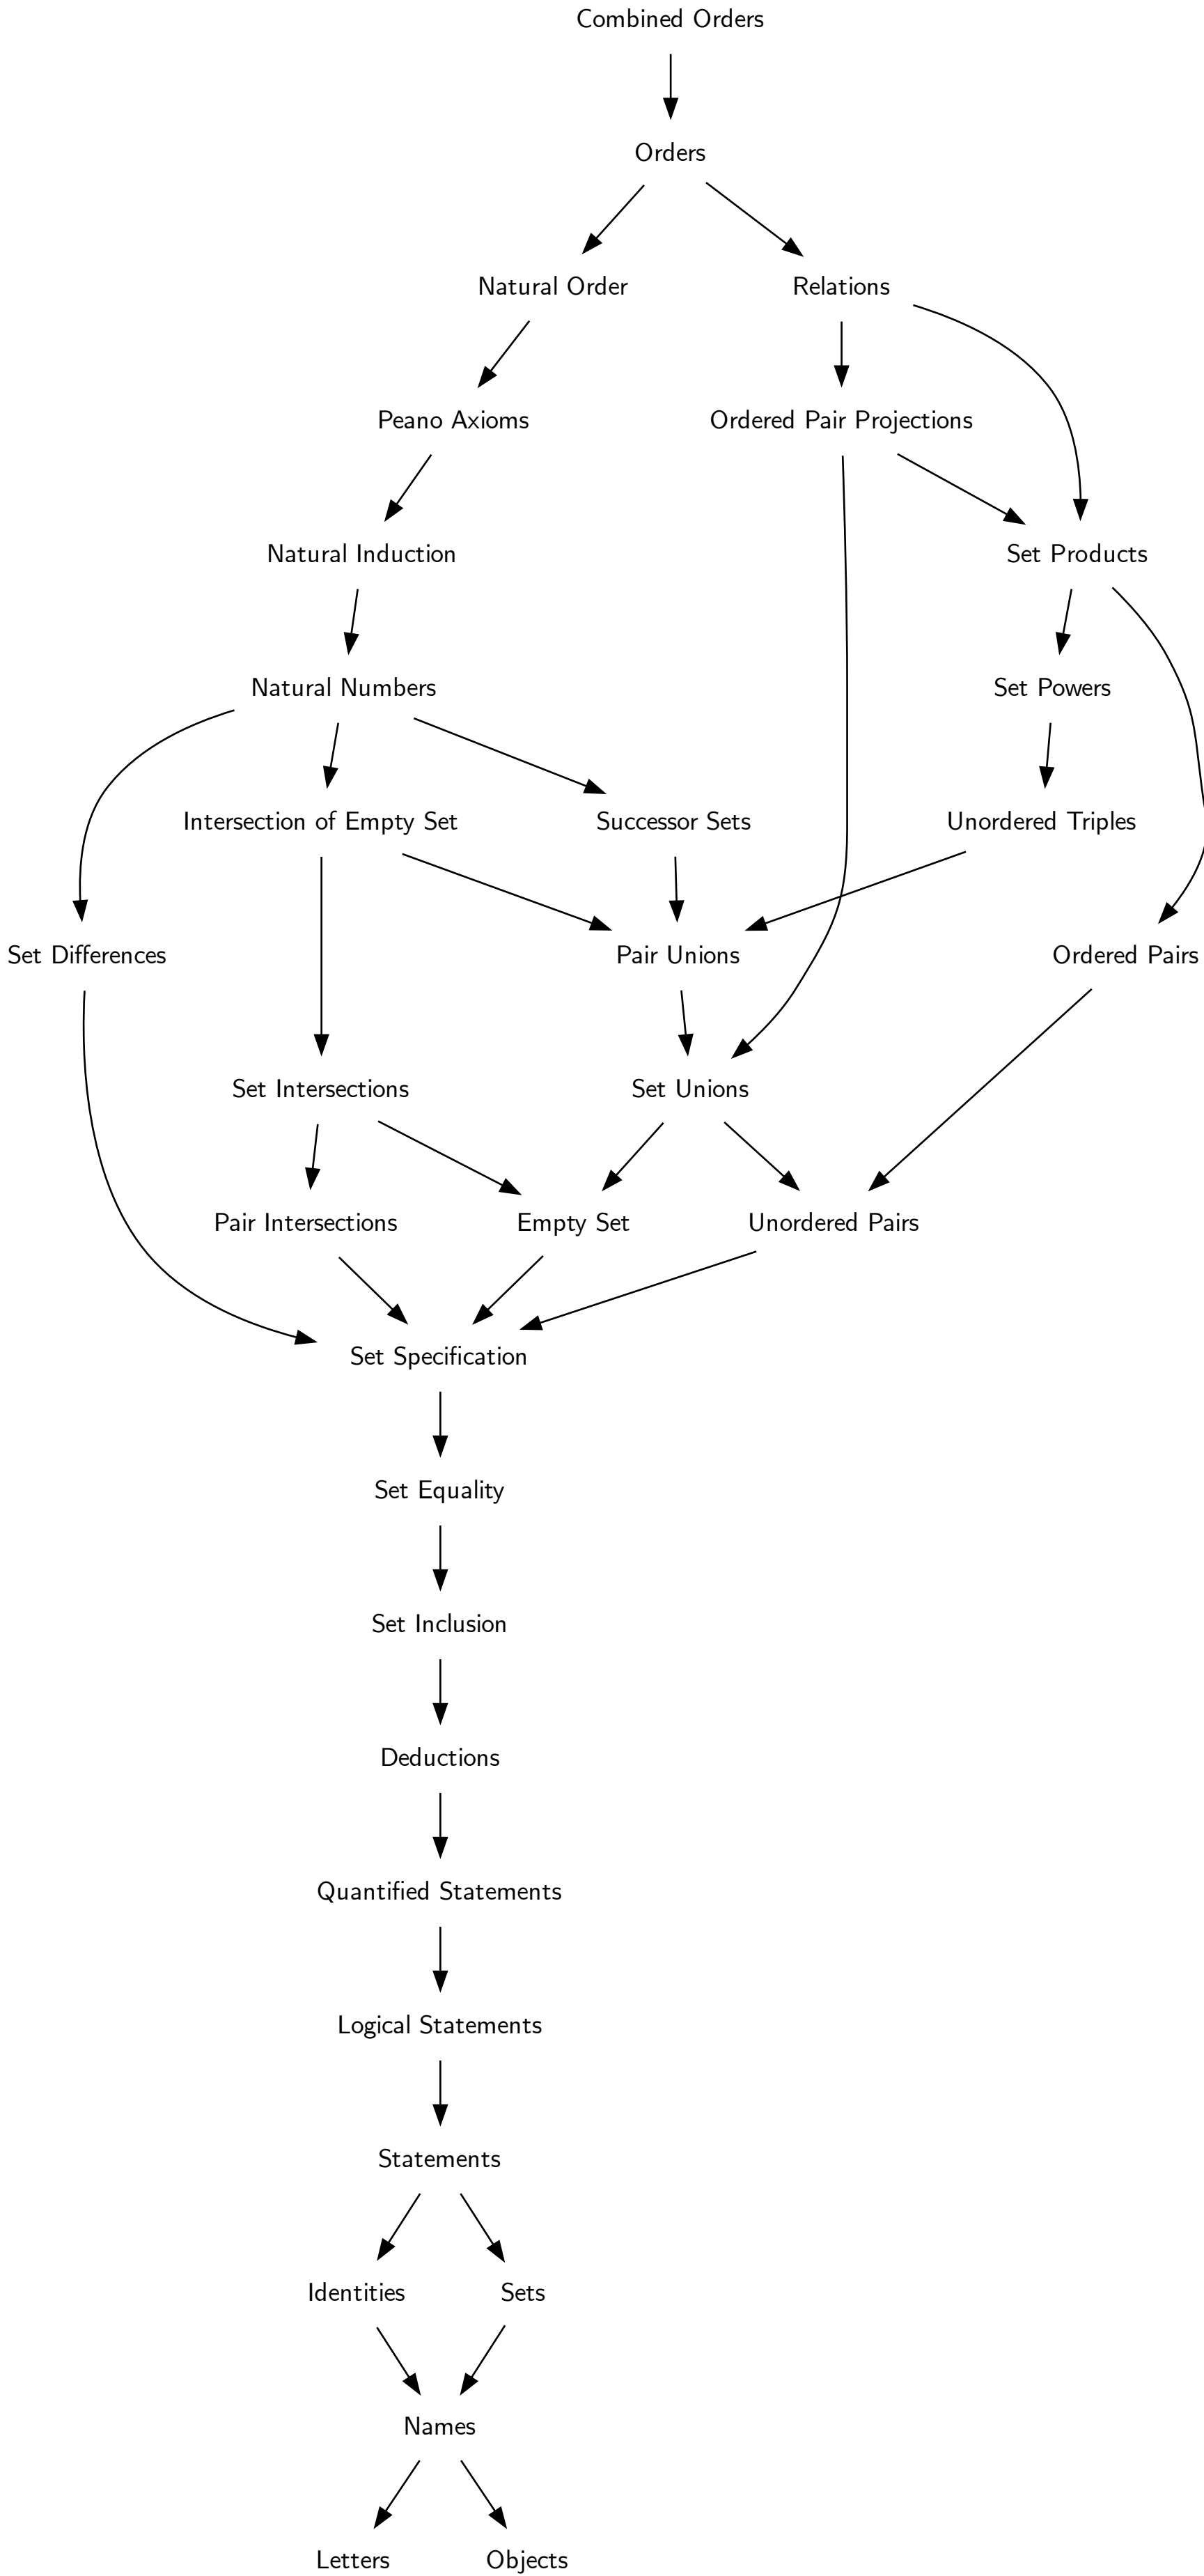 Combined Orders
Orders
Natural Order
Relations
Peano Axioms
Ordered Pair Projections
Natural Induction
Set Products
Natural Numbers
Set Powers
Intersection of Empty Set
Successor Sets
Unordered Triples
Set Differences
Pair Unions
Ordered Pairs
Set Intersections
Set Unions
Pair Intersections
Empty Set
Unordered Pairs
Set Specification
Set Equality
Set Inclusion
Deductions
Quantified Statements
Logical Statements
Statements
Identities
Sets
Names
Letters
Objects